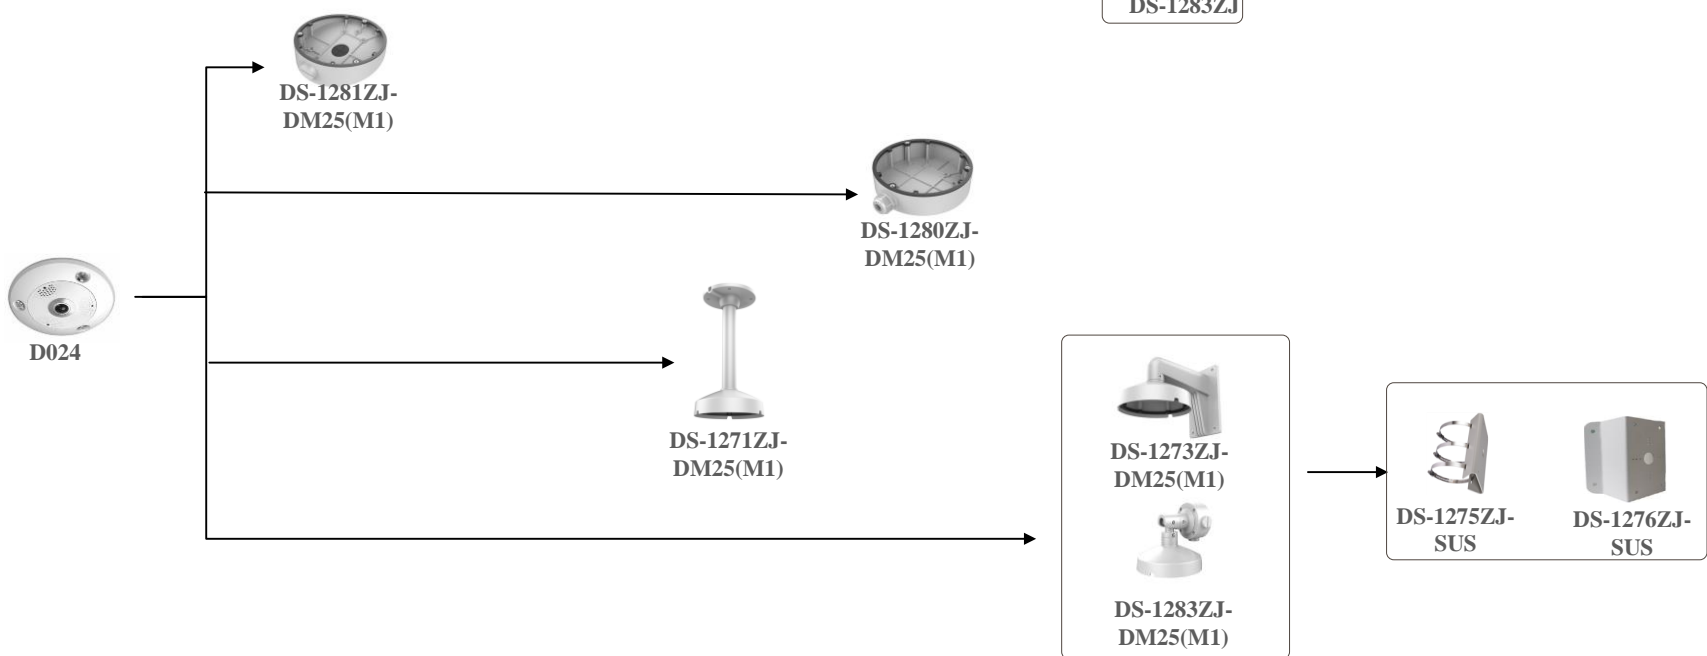 DS-1283ZJ
DS-1281ZJ-
DM25(M1)
DS-1280ZJ-
DM25(M1)
D024
DS-1271ZJ-
DM25(M1)
DS-1273ZJ-
DM25(M1)
DS-1283ZJ-
DM25(M1)
DS-1275ZJ-
SUS
DS-1276ZJ-
SUS